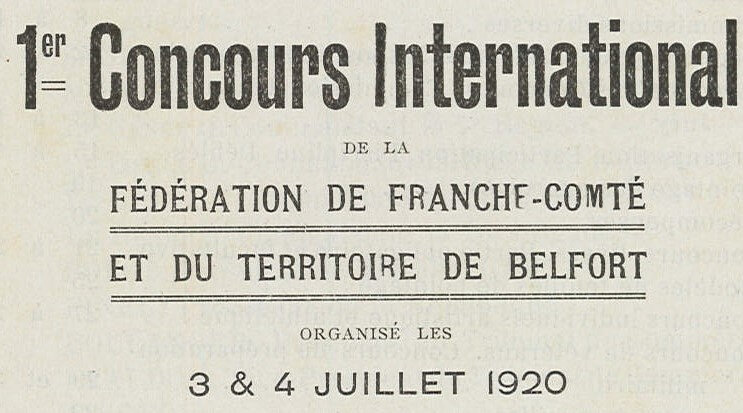 1er Concours International
DE LA
FÉDÉRATION DE FRANCHE-COMTÉ
ET DU TERRITOIRE DE BELFORT
ORGANISÉ LES
3 & 4 JUILLET 1920